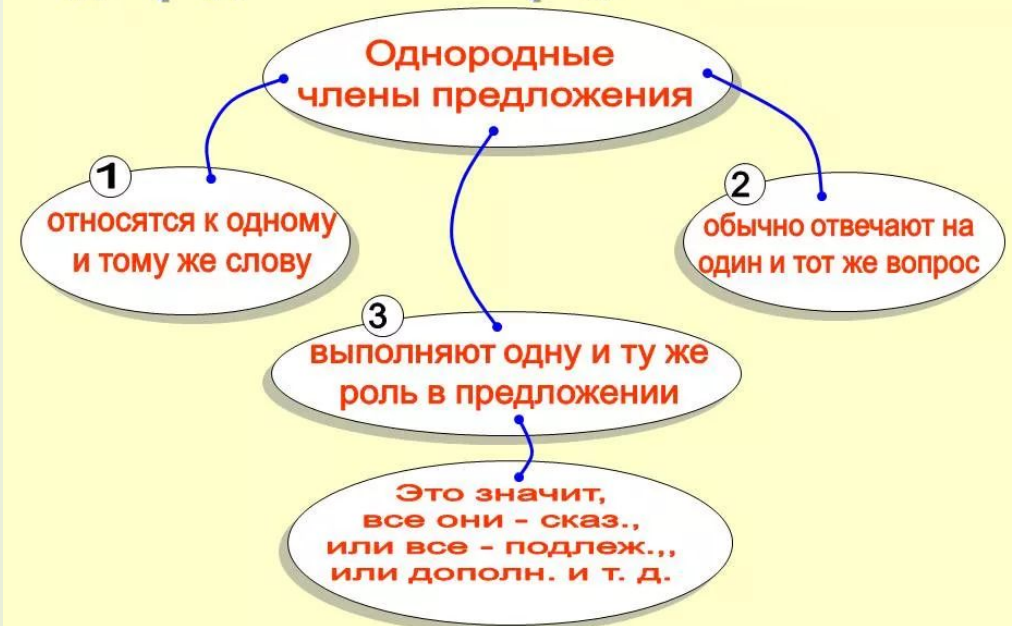 Однородные
члены предложения
1
относятся к одному
и тому же слову
2
обычно отвечают на
один и тот же вопрос
3
выполняют одну и ту же
роль в предложении
Это значит,
все они - сказ.,
или все - подлеж.,,
или дополн. и т. д.